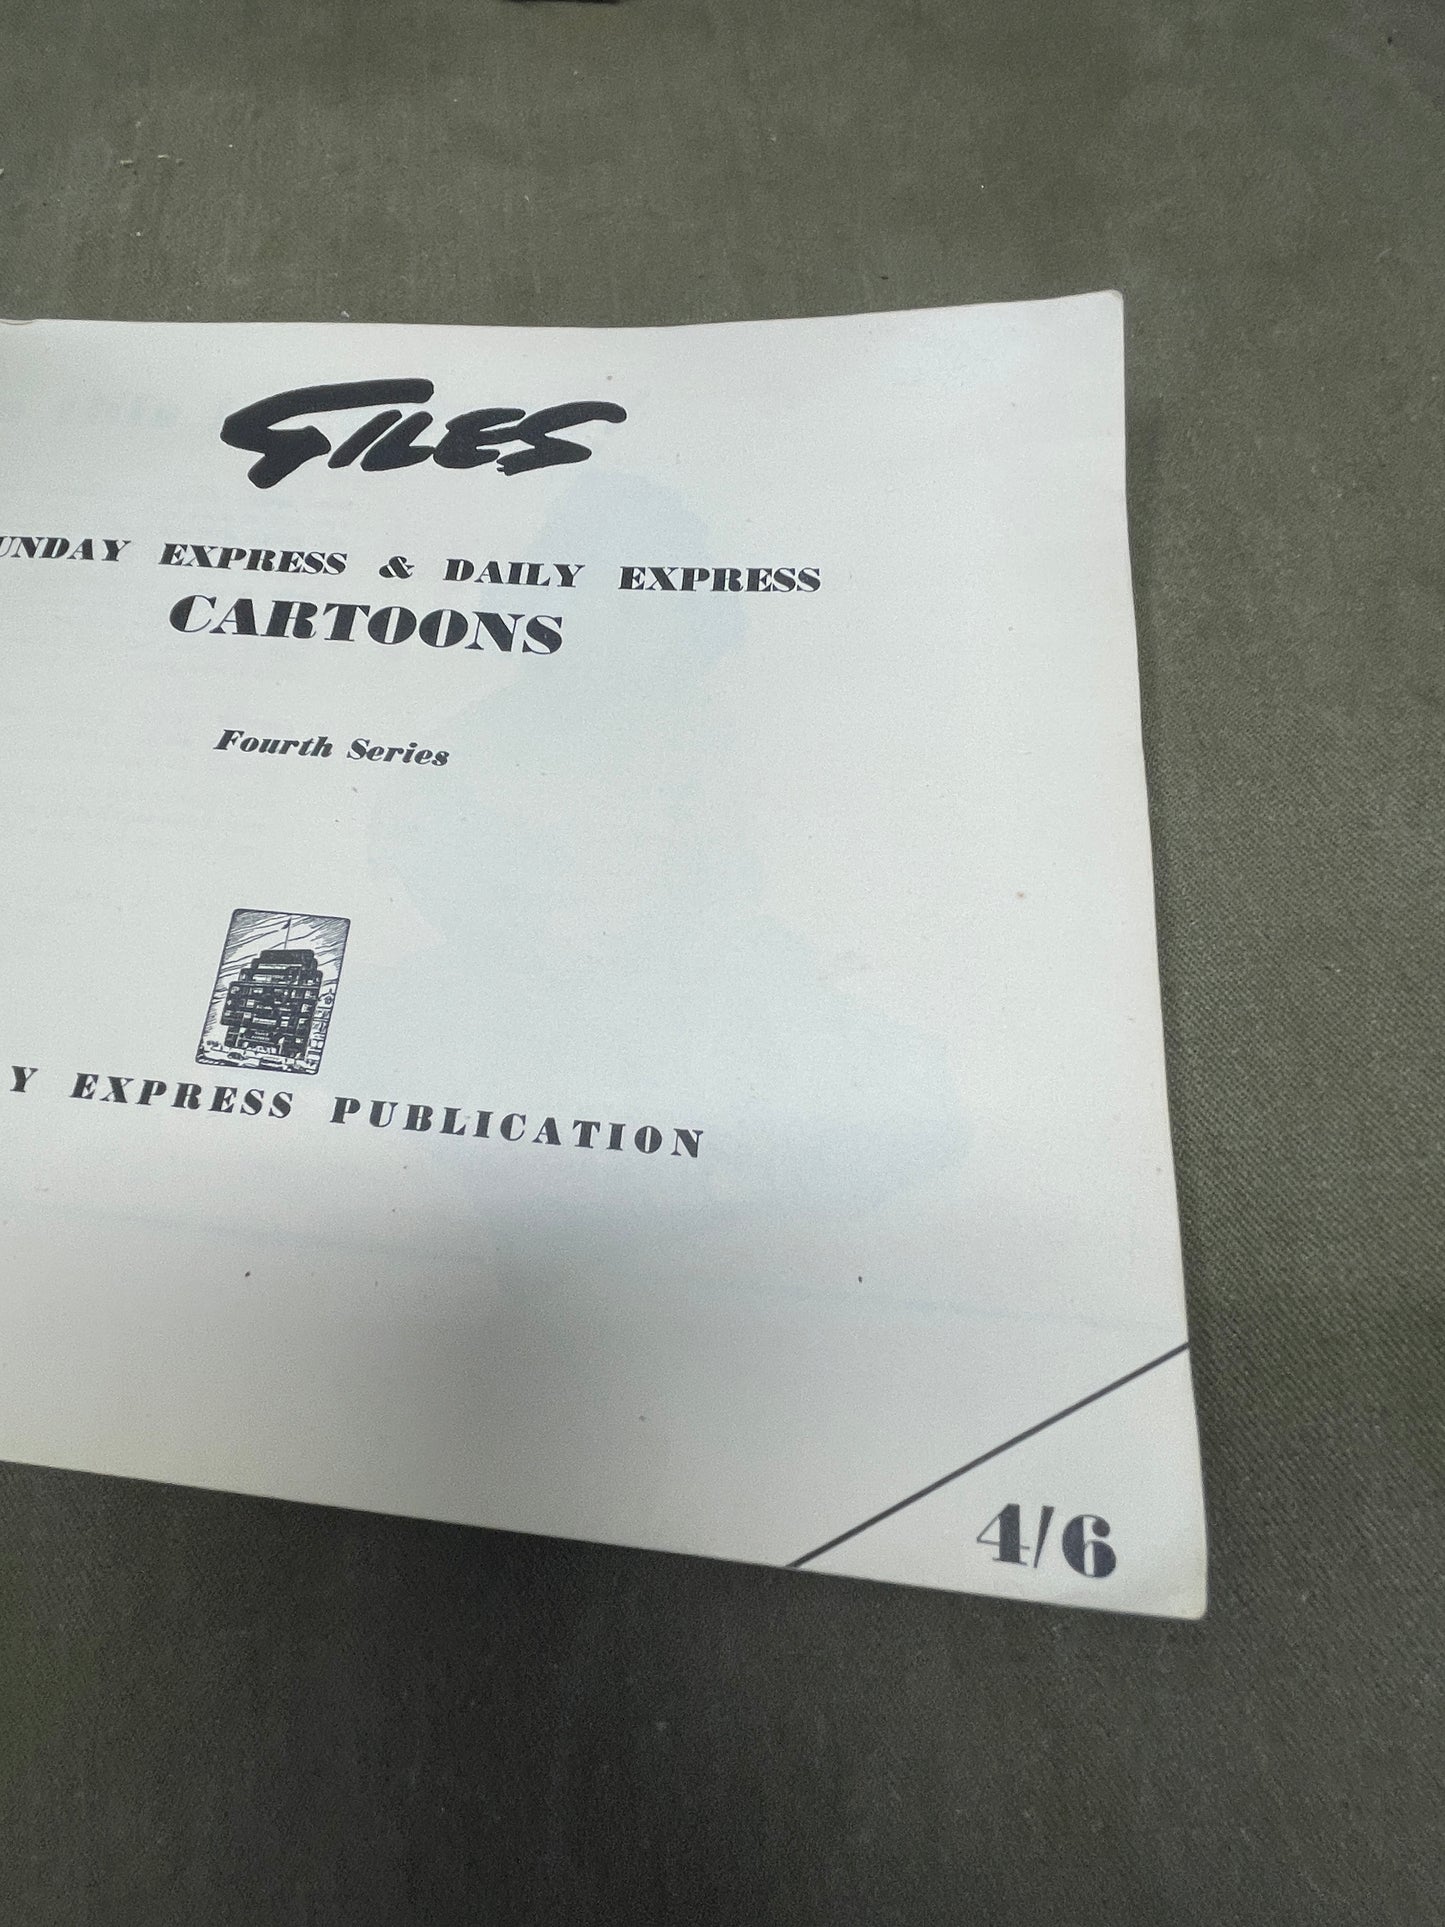 GILES
UNDAY EXPRESS & DAILY EXPRESS
CARTOONS
Fourth Series
Y EXPRESS PUBLICATION
4/6